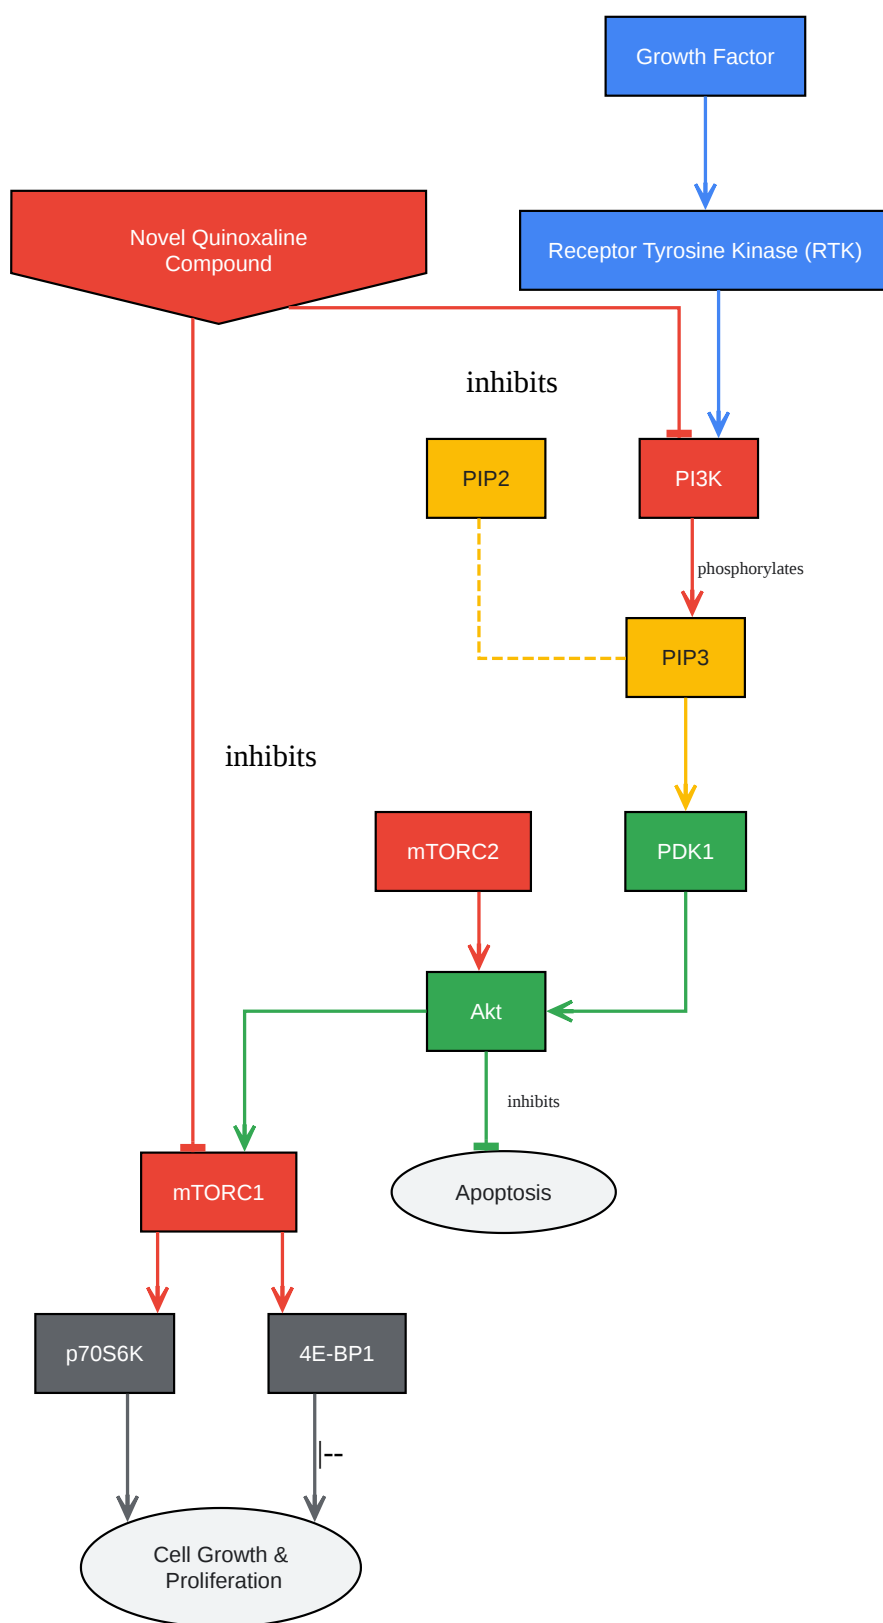 Growth Factor
Novel Quinoxaline
Compound
Receptor Tyrosine Kinase (RTK)
inhibits
PIP2
PI3K
phosphorylates
PIP3
inhibits
mTORC2
PDK1
Akt
inhibits
mTORC1
Apoptosis
p70S6K
4E-BP1
|--
Cell Growth &
Proliferation